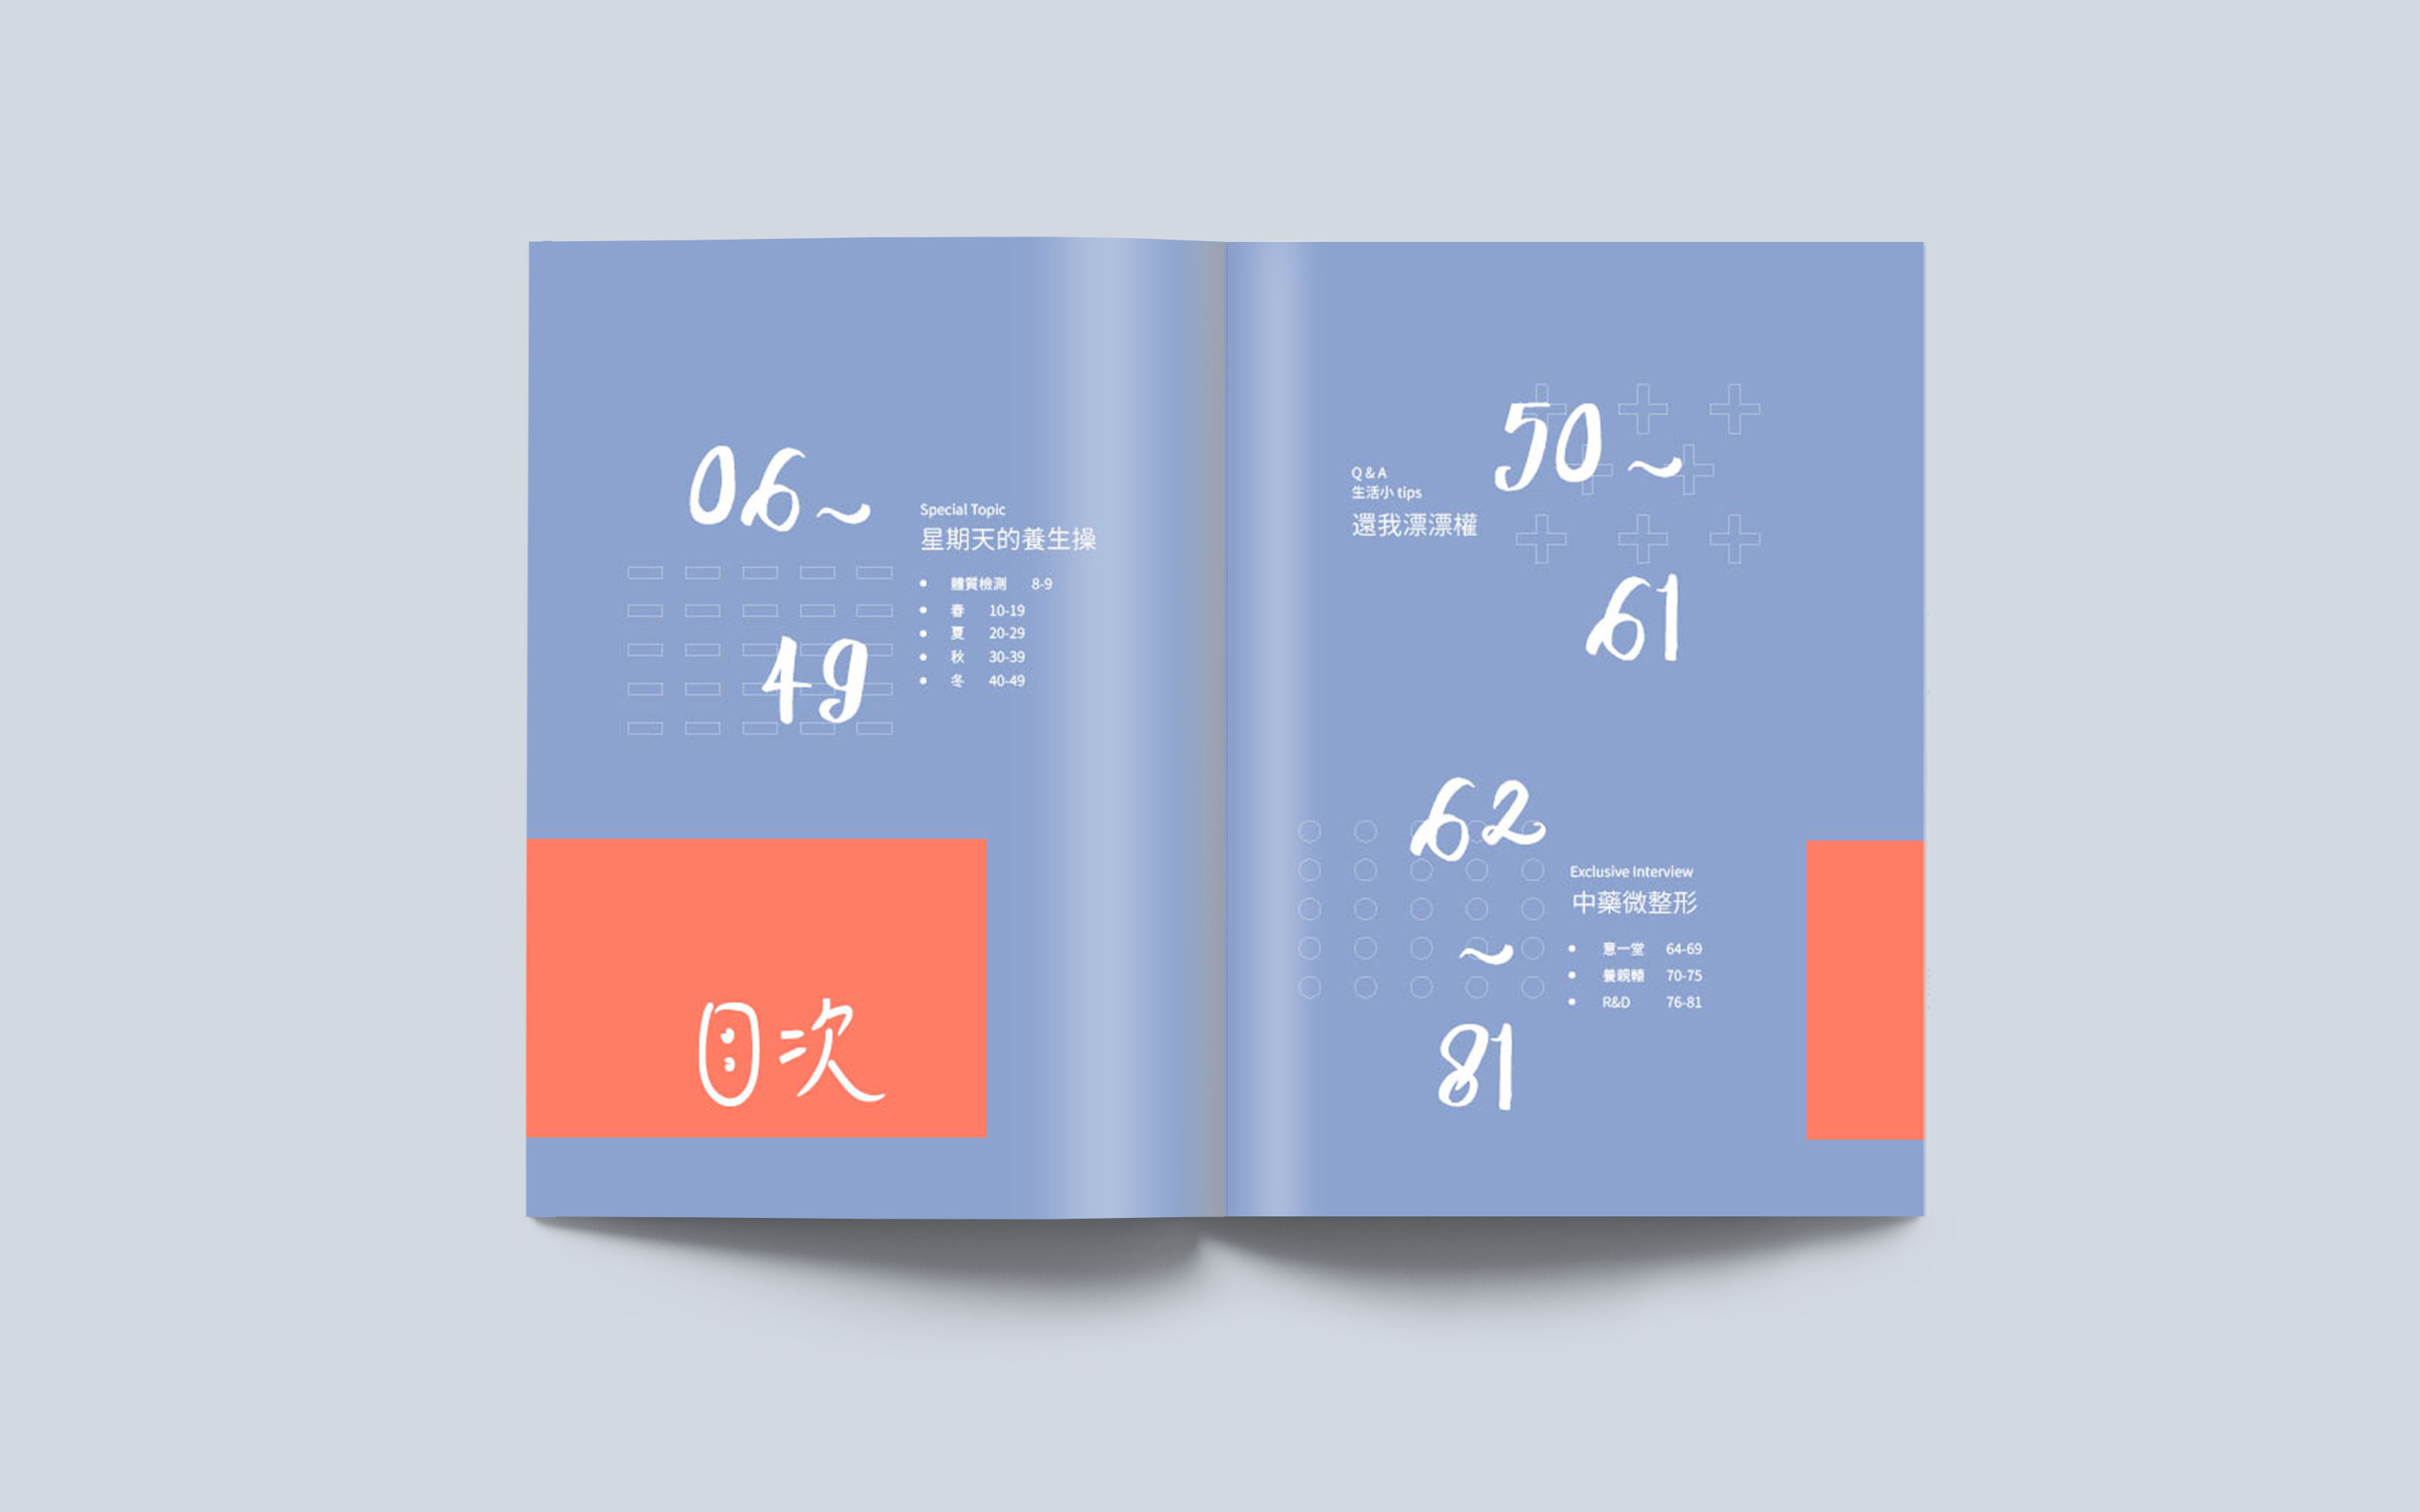 06~
49
Special Topic
星期天的養生操
• 體質檢測 8-9
• 春 10-19
• 夏 20-29
• 秋 30-39
• 冬 40-49
目次
50~
61
Q & A
生活小 tips
還我漂漂權
62
~
81
Exclusive Interview
中藥微整形
• 意一堂 64-69
• 養親軒 70-75
• R&D 76-81